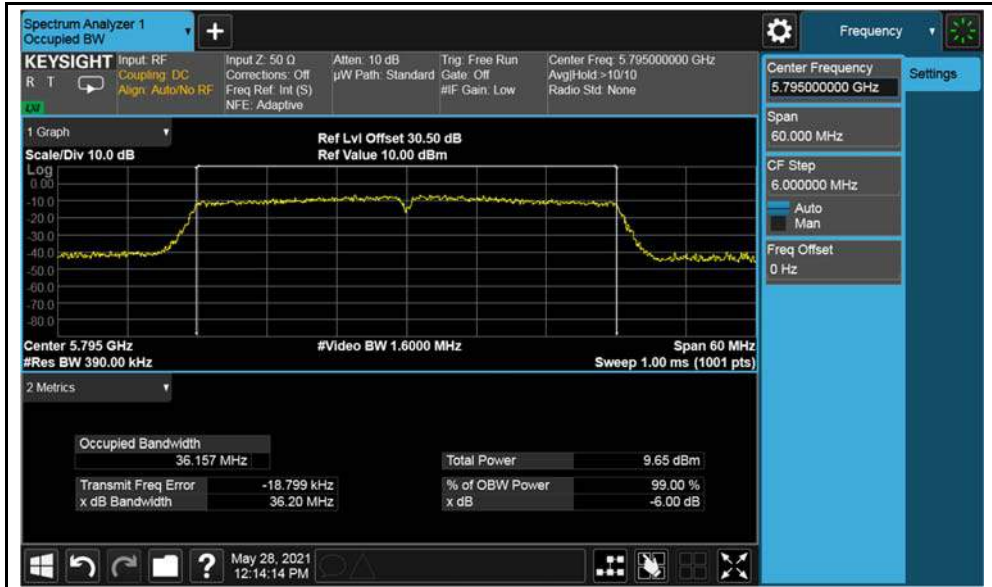 Spectrum Analyzer 1
Occupied BW
Frequency
KEYSIGHT
R T
LXI
Input: RF
Coupling: DC
Align: Auto/No RF
Input Z: 50 Ω
Corrections: Off
Freq Ref: Int (S)
NFE: Adaptive
Atten: 10 dB
µW Path: Standard
Trig: Free Run
Gate: Off
#IF Gain: Low
Center Freq: 5.795000000 GHz
Avg|Hold:>10/10
Radio Std: None
Center Frequency
5.795000000 GHz
Settings
Span
60.000 MHz
CF Step
6.000000 MHz
Auto
Man
Freq Offset
0 Hz
1 Graph
Scale/Div 10.0 dB
Ref Lvl Offset 30.50 dB
Ref Value 10.00 dBm
Log
0.00
-10.0
-20.0
-30.0
-40.0
-50.0
-60.0
-70.0
-80.0
Center 5.795 GHz
#Video BW 1.6000 MHz
Span 60 MHz
#Res BW 390.00 kHz
Sweep 1.00 ms (1001 pts)
2 Metrics
Occupied Bandwidth
36.157 MHz
Total Power 9.65 dBm
Transmit Freq Error -18.799 kHz
% of OBW Power 99.00 %
x dB Bandwidth 36.20 MHz
x dB -6.00 dB
May 28, 2021
12:14:14 PM